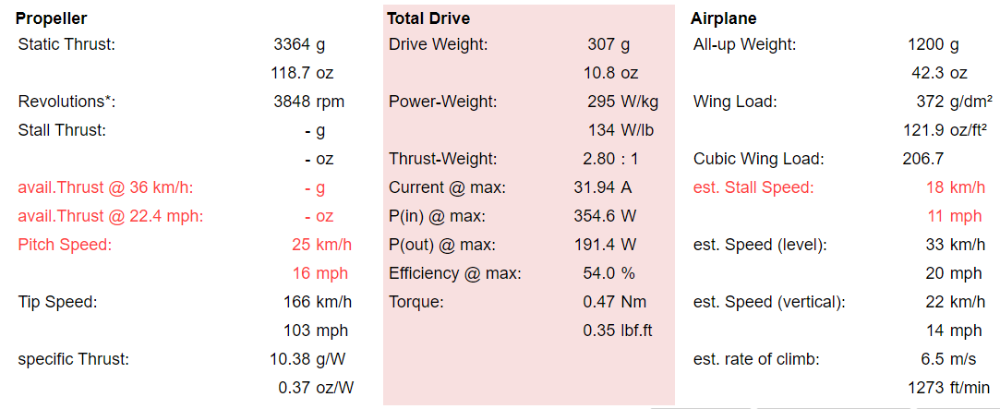 Propeller Total Drive Airplane
Static Thrust: 3364 g Drive Weight: 307 g All-up Weight: 1200 g
118.7 oz 10.8 oz 42.3 oz
Revolutions*: 3848 rpm Power-Weight: 295 W/kg Wing Load: 372 g/dm²
Stall Thrust: - g 134 W/lb 121.9 oz/ft²
- oz Thrust-Weight: 2.80 : 1 Cubic Wing Load: 206.7
avail.Thrust @ 36 km/h: - g Current @ max: 31.94 A est. Stall Speed: 18 km/h
avail.Thrust @ 22.4 mph: - oz P(in) @ max: 354.6 W 11 mph
Pitch Speed: 25 km/h P(out) @ max: 191.4 W est. Speed (level): 33 km/h
16 mph Efficiency @ max: 54.0 % 20 mph
Tip Speed: 166 km/h Torque: 0.47 Nm est. Speed (vertical): 22 km/h
103 mph 0.35 lbf.ft 14 mph
specific Thrust: 10.38 g/W est. rate of climb: 6.5 m/s
0.37 oz/W 1273 ft/min